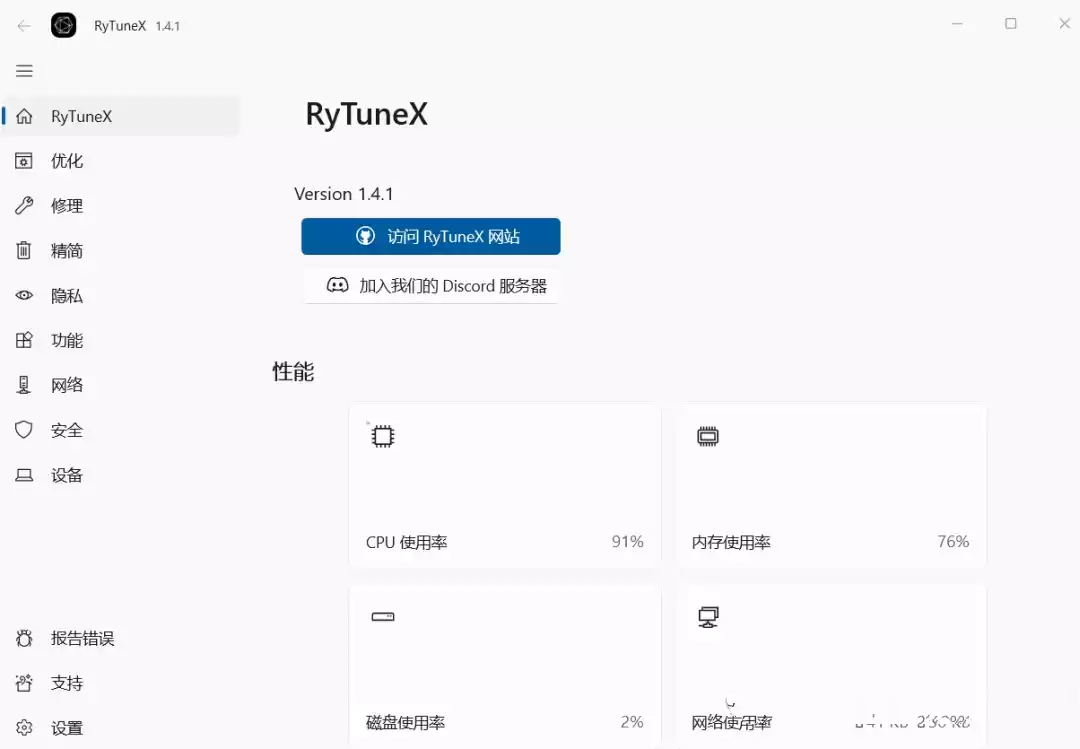 RyTuneX 1.4.1
RyTuneX
优化
修理
精简
隐私
功能
网络
安全
设备
报告错误
支持
设置
RyTuneX
Version 1.4.1
访问 RyTuneX 网站
加入我们的 Discord 服务器
性能
CPU 使用率 91%
内存使用率 76%
磁盘使用率 2%
网络使用率